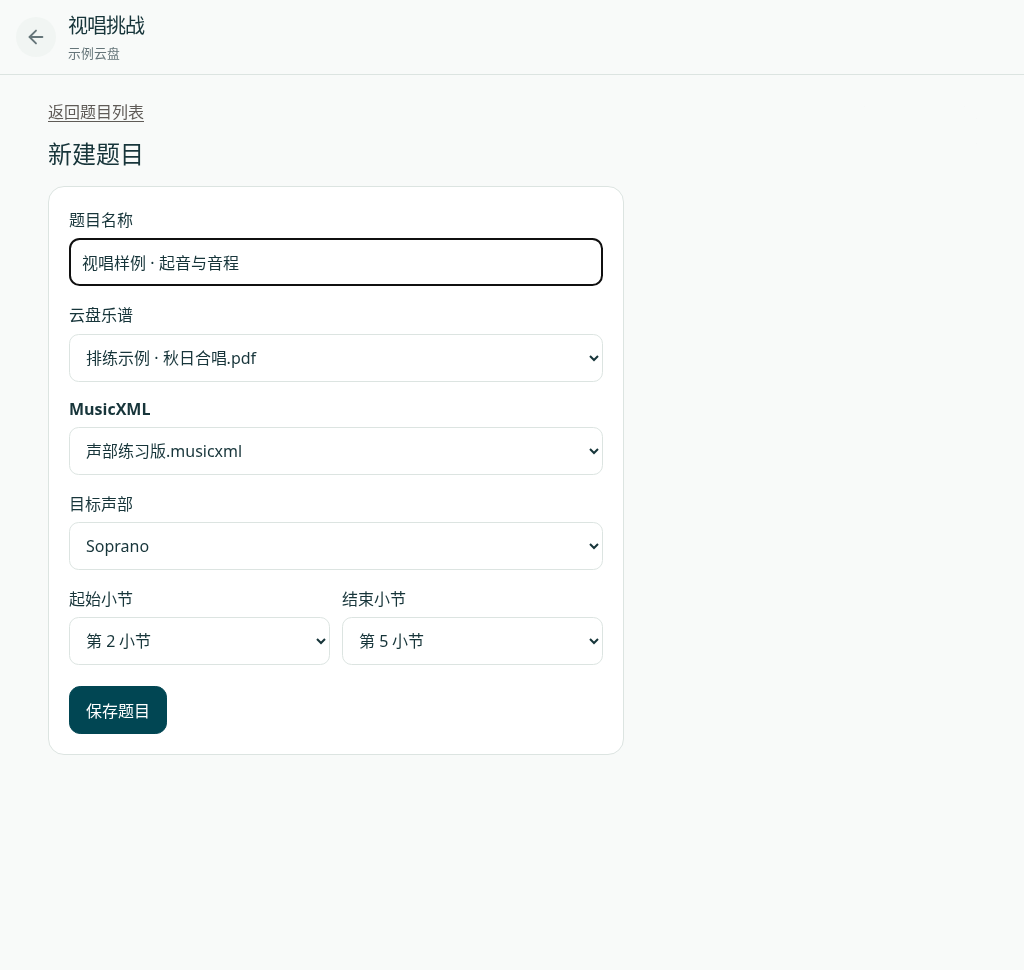 视唱挑战
示例云盘
返回题目列表
新建题目
题目名称
视唱样例 · 起音与音程
云盘乐谱
排练示例 · 秋日合唱.pdf
MusicXML
声部练习版.musicxml
目标声部
Soprano
起始小节
结束小节
第 2 小节
第 5 小节
保存题目